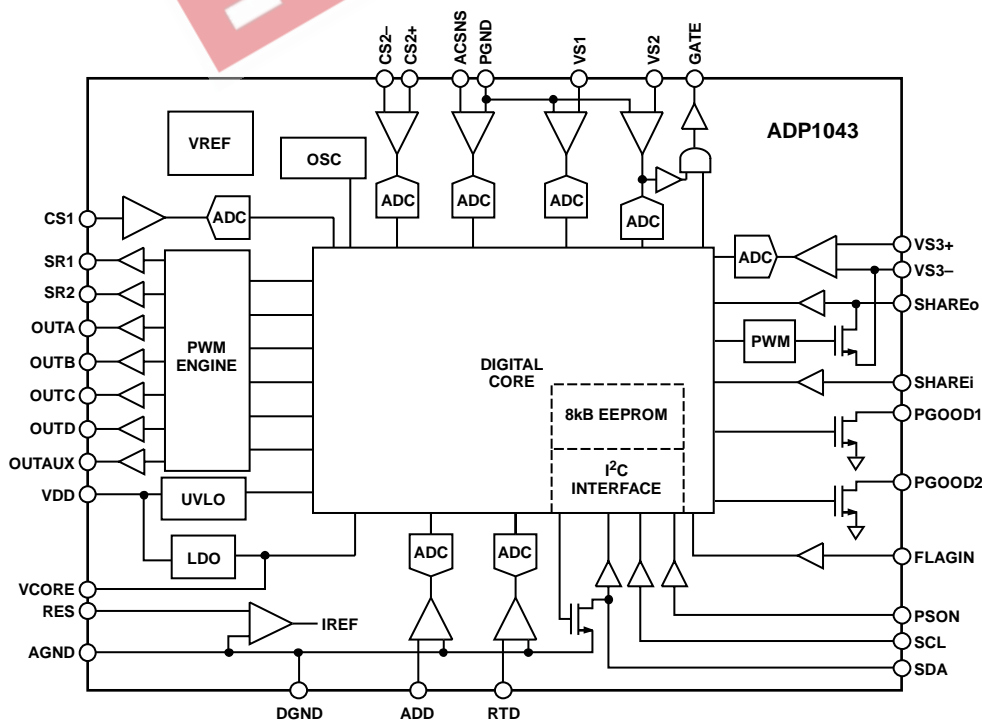 CS2–
CS2+
ACSNS
PGND
VS1
VS2
GATE
ADP1043
VREF
OSC
ADC
ADC
ADC
ADC
CS1
ADC
ADC
VS3+
VS3–
SR1
SR2
OUTA
OUTB
OUTC
OUTD
OUTAUX
PWM
ENGINE
SHAREo
PWM
SHAREi
DIGITAL
CORE
8kB EEPROM
I2C
INTERFACE
PGOOD1
PGOOD2
VDD
UVLO
LDO
ADC
ADC
FLAGIN
VCORE
RES
IREF
AGND
PSON
SCL
SDA
DGND
ADD
RTD